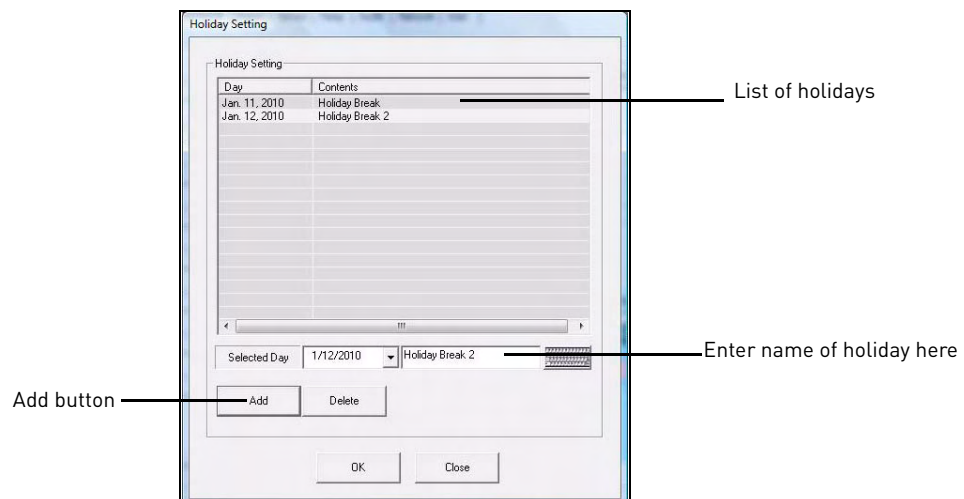 Holiday Setting
Holiday Setting
Day Contents
Jan. 11, 2010 Holiday Break
Jan. 12, 2010 Holiday Break 2
List of holidays
Selected Day 1/12/2010 Holiday Break 2
Enter name of holiday here
Add button
Add Delete
OK Close